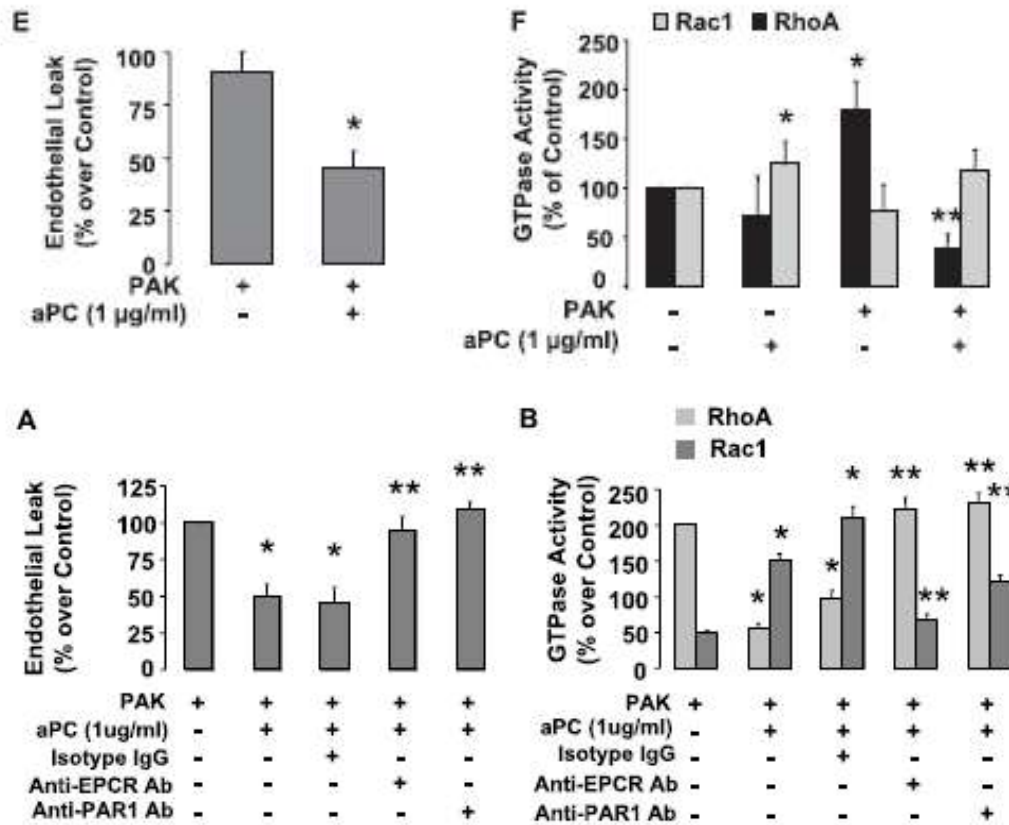 E
Endothelial Leak
(% over Control)
100
75
50
25
0
*
PAK + +
aPC (1 µg/ml) - +
F
Rac1 RhoA
GTPase Activity
(% of Control)
250
200
150
100
50
0
* * **
PAK - - + +
aPC (1 µg/ml) - + - +
A
Endothelial Leak
(% over Control)
125
100
75
50
25
0
* * ** **
PAK + + + + +
aPC (1ug/ml) - + + + +
Isotype IgG - - + - -
Anti-EPCR Ab - - - + -
Anti-PAR1 Ab - - - - +
B
RhoA
Rac1
GTPase Activity
(% over Control)
250
200
150
100
50
0
* * * * ** ** ** **
PAK + + + + +
aPC (1ug/ml) - + + + +
Isotype IgG - - + - -
Anti-EPCR Ab - - - + -
Anti-PAR1 Ab - - - - +